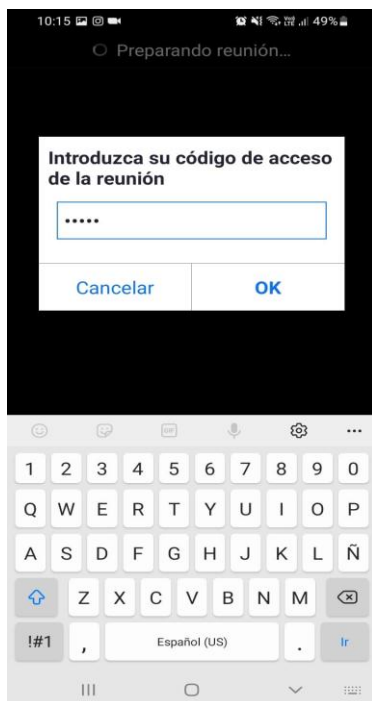 10:15 49%
Preparando reunión...
Introduzca su código de acceso
de la reunión
•••••
Cancelar OK
GIF
1 2 3 4 5 6 7 8 9 0
Q W E R T Y U I O P
A S D F G H J K L Ñ
Z X C V B N M
!#1 , Español (US) . Ir